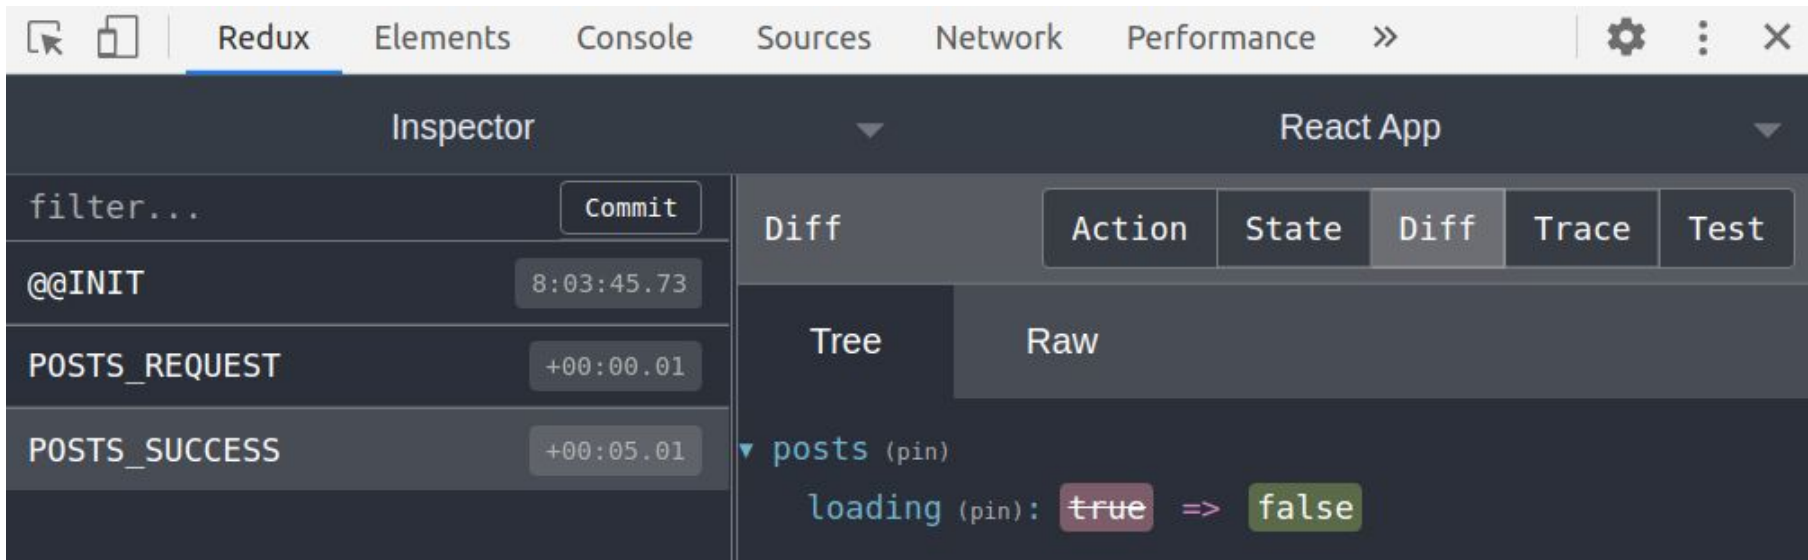 Redux Elements Console Sources Network Performance »
Inspector React App
filter... Commit
@@INIT 8:03:45.73
POSTS_REQUEST +00:00.01
POSTS_SUCCESS +00:05.01
Diff Action State Diff Trace Test
Tree Raw
posts (pin)
loading (pin): true => false